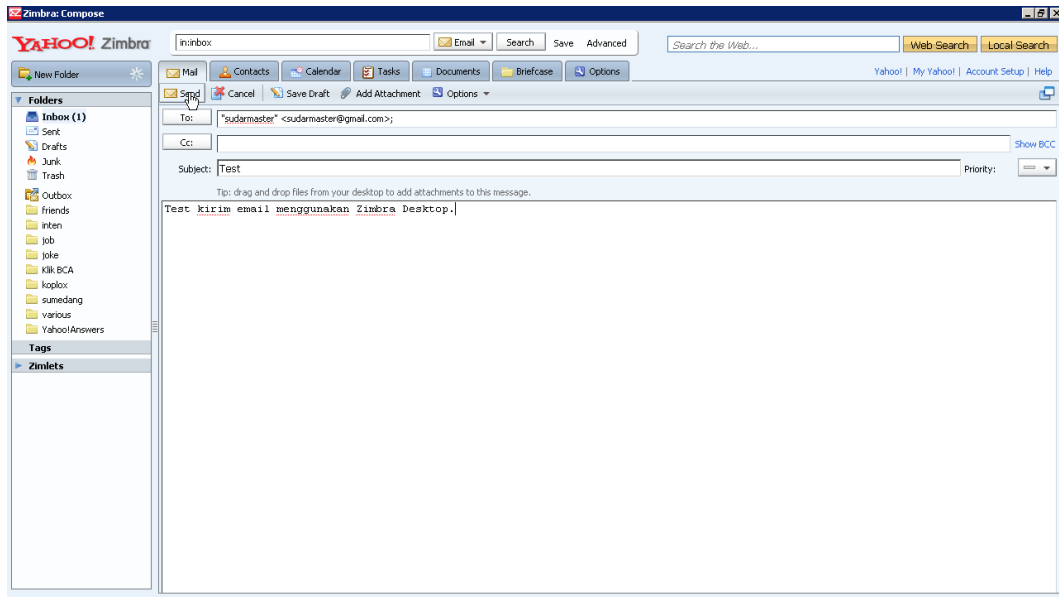 Zimbra: Compose
YAHOO! Zimbra
in:inbox
Email
Search
Save
Advanced
Search the Web...
Web Search
Local Search
New Folder
Mail
Contacts
Calendar
Tasks
Documents
Briefcase
Options
Yahoo! | My Yahoo! | Account Setup | Help
Send
Cancel
Save Draft
Add Attachment
Options
Folders
Inbox (1)
Sent
Drafts
Junk
Trash
Outbox
friends
inten
job
joke
Klik BCA
koplox
sumedang
various
Yahoo!Answers
Tags
Zimlets
To:
"sudarmaster" <sudarmaster@gmail.com>;
Cc:
Show BCC
Subject:
Test
Priority:
Tip: drag and drop files from your desktop to add attachments to this message.
Test kirim email menggunakan Zimbra Desktop.